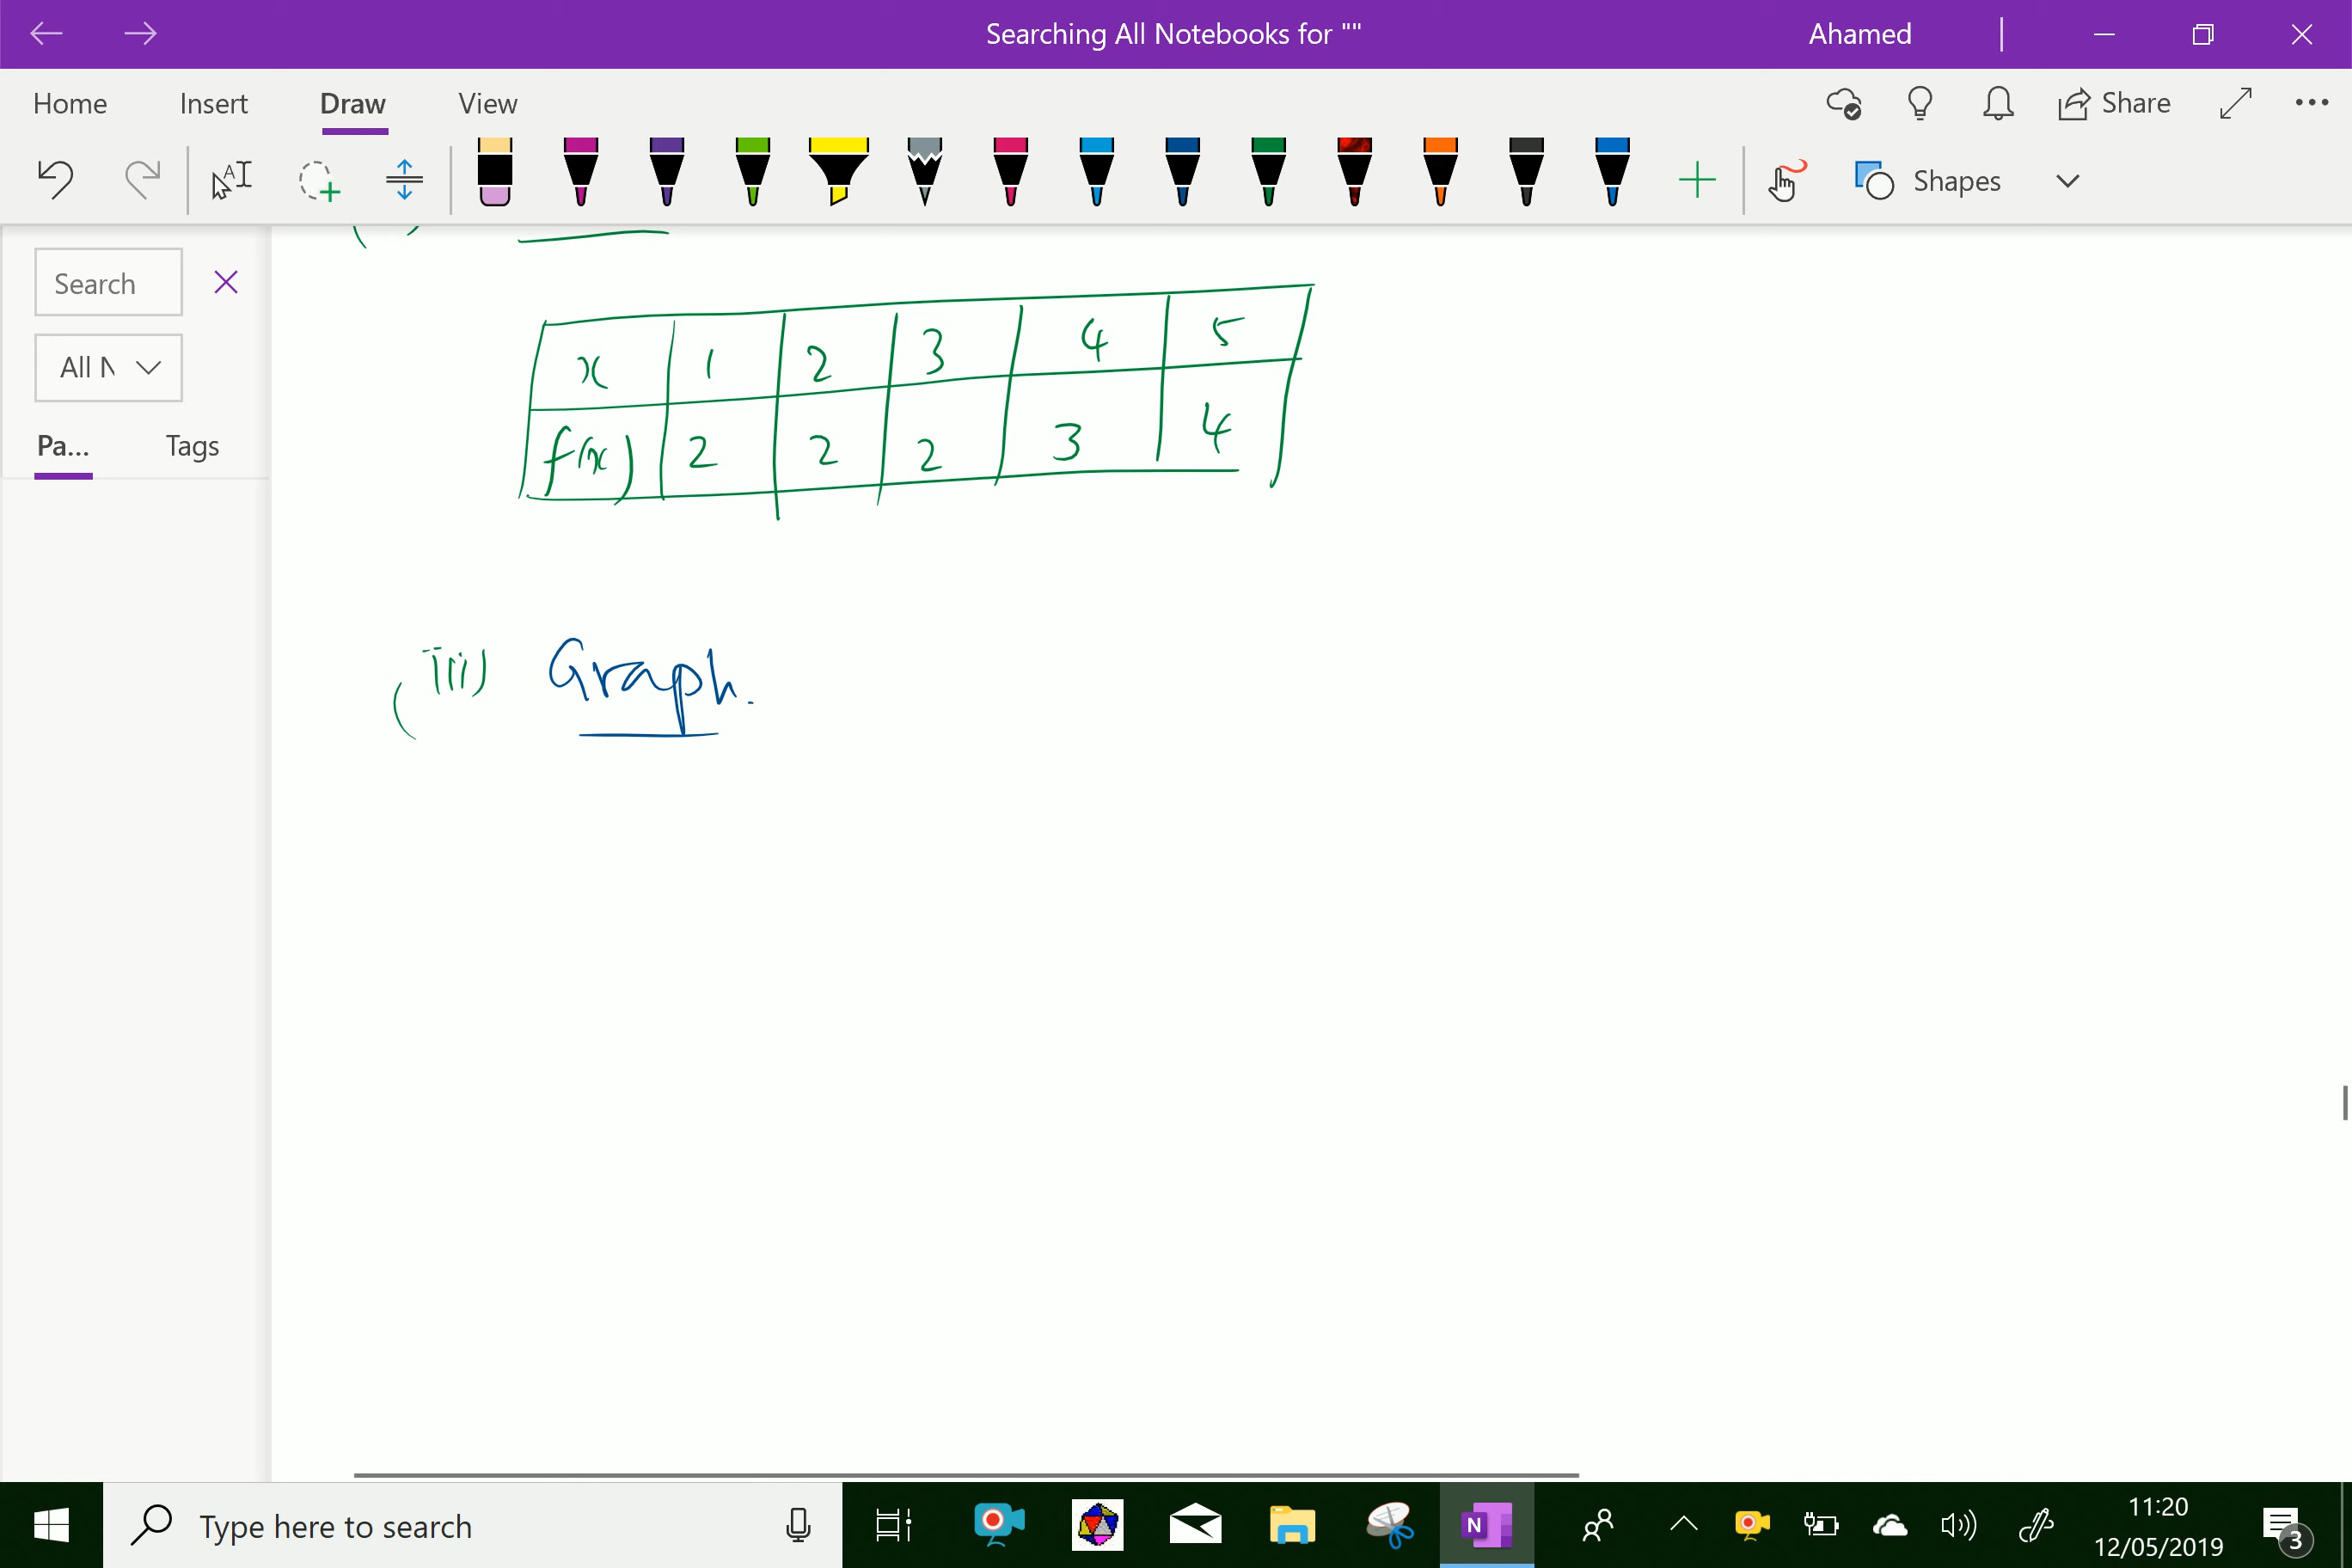 Searching All Notebooks for ""
Ahamed
Home Insert Draw View
Share
Shapes
Search
All N
Pa... Tags
x 1 2 3 4 5
f(x) 2 2 2 3 4
(iii) Graph.
Type here to search
N
11:20
12/05/2019
3